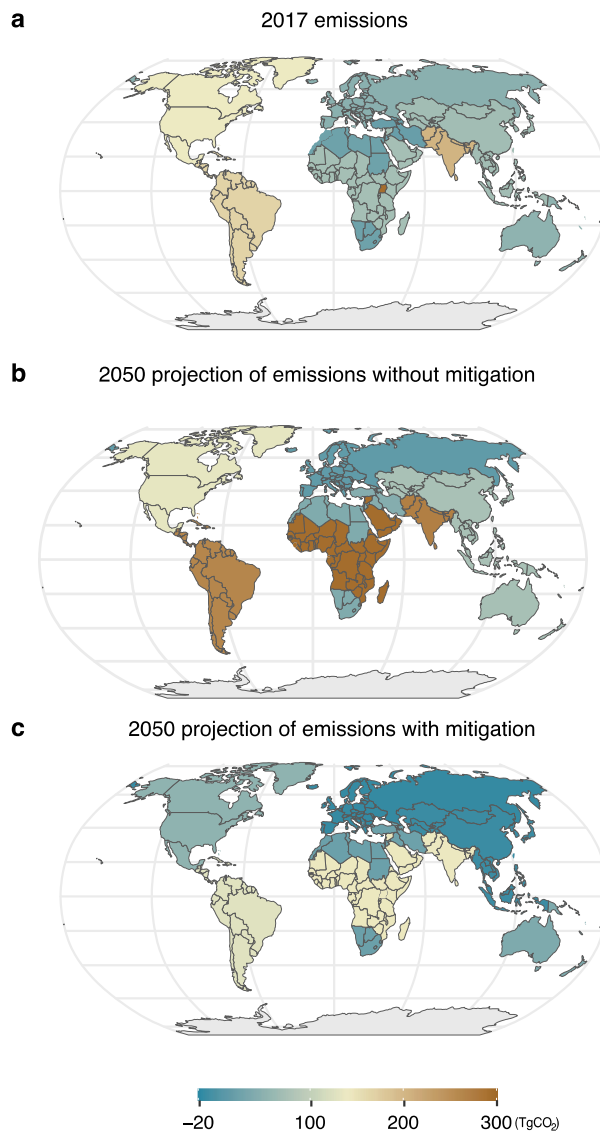 a
2017 emissions
b
2050 projection of emissions without mitigation
c
2050 projection of emissions with mitigation
−20 100 200 300 (TgCO₂)